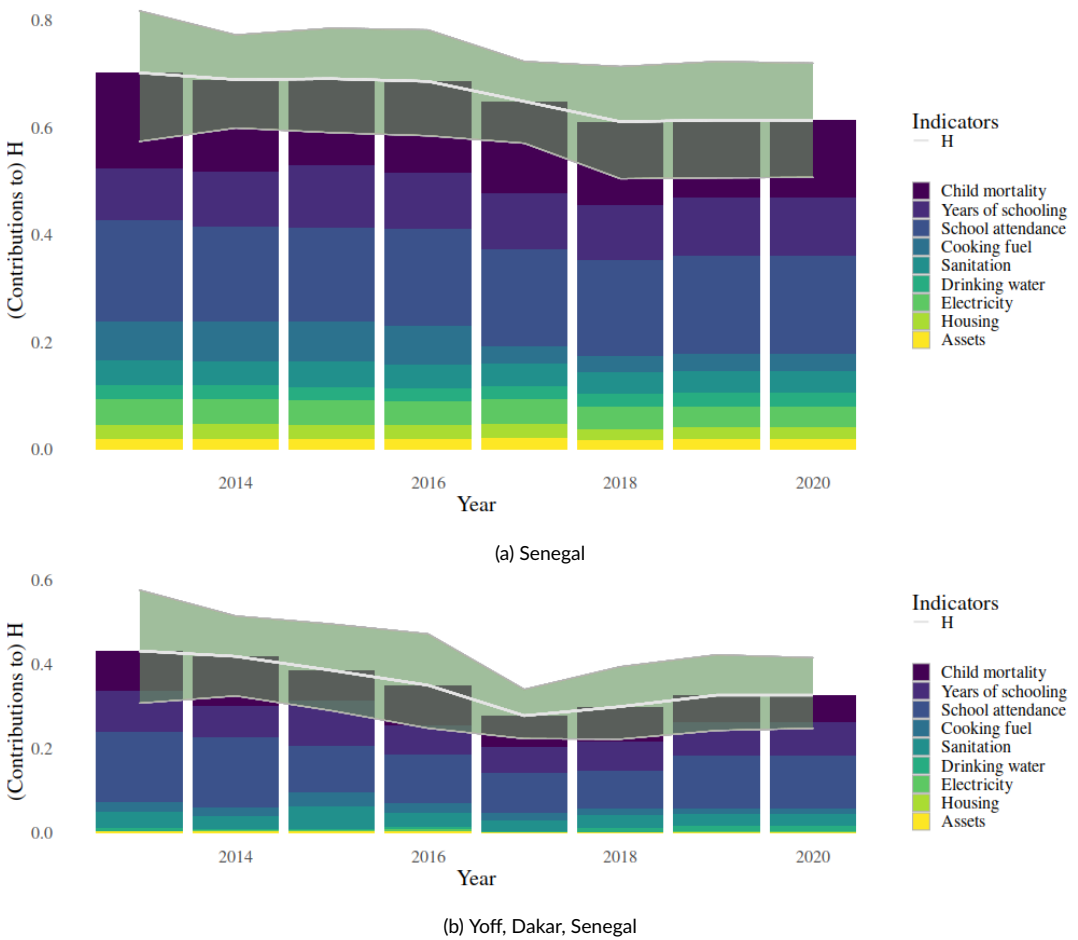 0.8
0.6
0.4
0.2
0.0
(Contributions to) H
2014
2016
2018
2020
Year
Indicators
H
Child mortality
Years of schooling
School attendance
Cooking fuel
Sanitation
Drinking water
Electricity
Housing
Assets
(a) Senegal
0.6
0.4
0.2
0.0
(Contributions to) H
2014
2016
2018
2020
Year
Indicators
H
Child mortality
Years of schooling
School attendance
Cooking fuel
Sanitation
Drinking water
Electricity
Housing
Assets
(b) Yoff, Dakar, Senegal